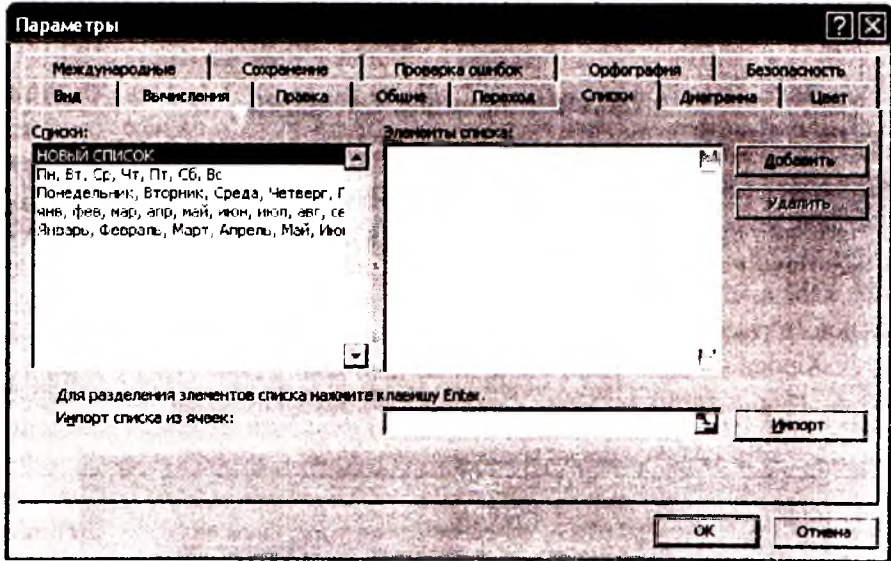 Параметры
Международные Сохранение Проверка ошибок Орфография Безопасность
Вид Вычисления Правка Общие Переход Списки Диаграмма Цвет
Списки: Элементы списка:
НОВЫЙ СПИСОК
Пн, Вт, Ср, Чт, Пт, Сб, Вс
Понедельник, Вторник, Среда, Четверг, П
янв, фев, мар, апр, май, июн, июл, авг, се
Январь, Февраль, Март, Апрель, Май, Июн
Добавить
Удалить
Для разделения элементов списка нажмите клавишу Enter.
Импорт списка из ячеек: Импорт
ОК Отмена